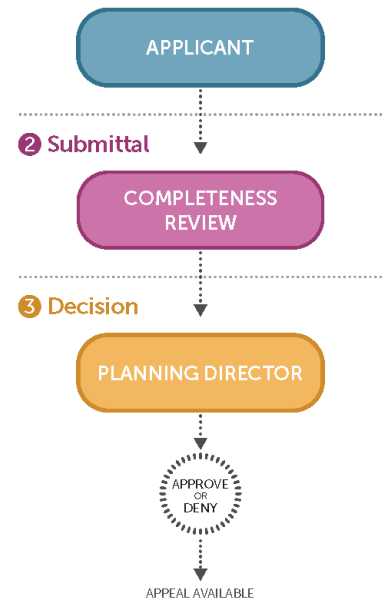 APPLICANT
2 Submittal
COMPLETENESS
REVIEW
3 Decision
PLANNING DIRECTOR
APPROVE
OR
DENY
APPEAL AVAILABLE